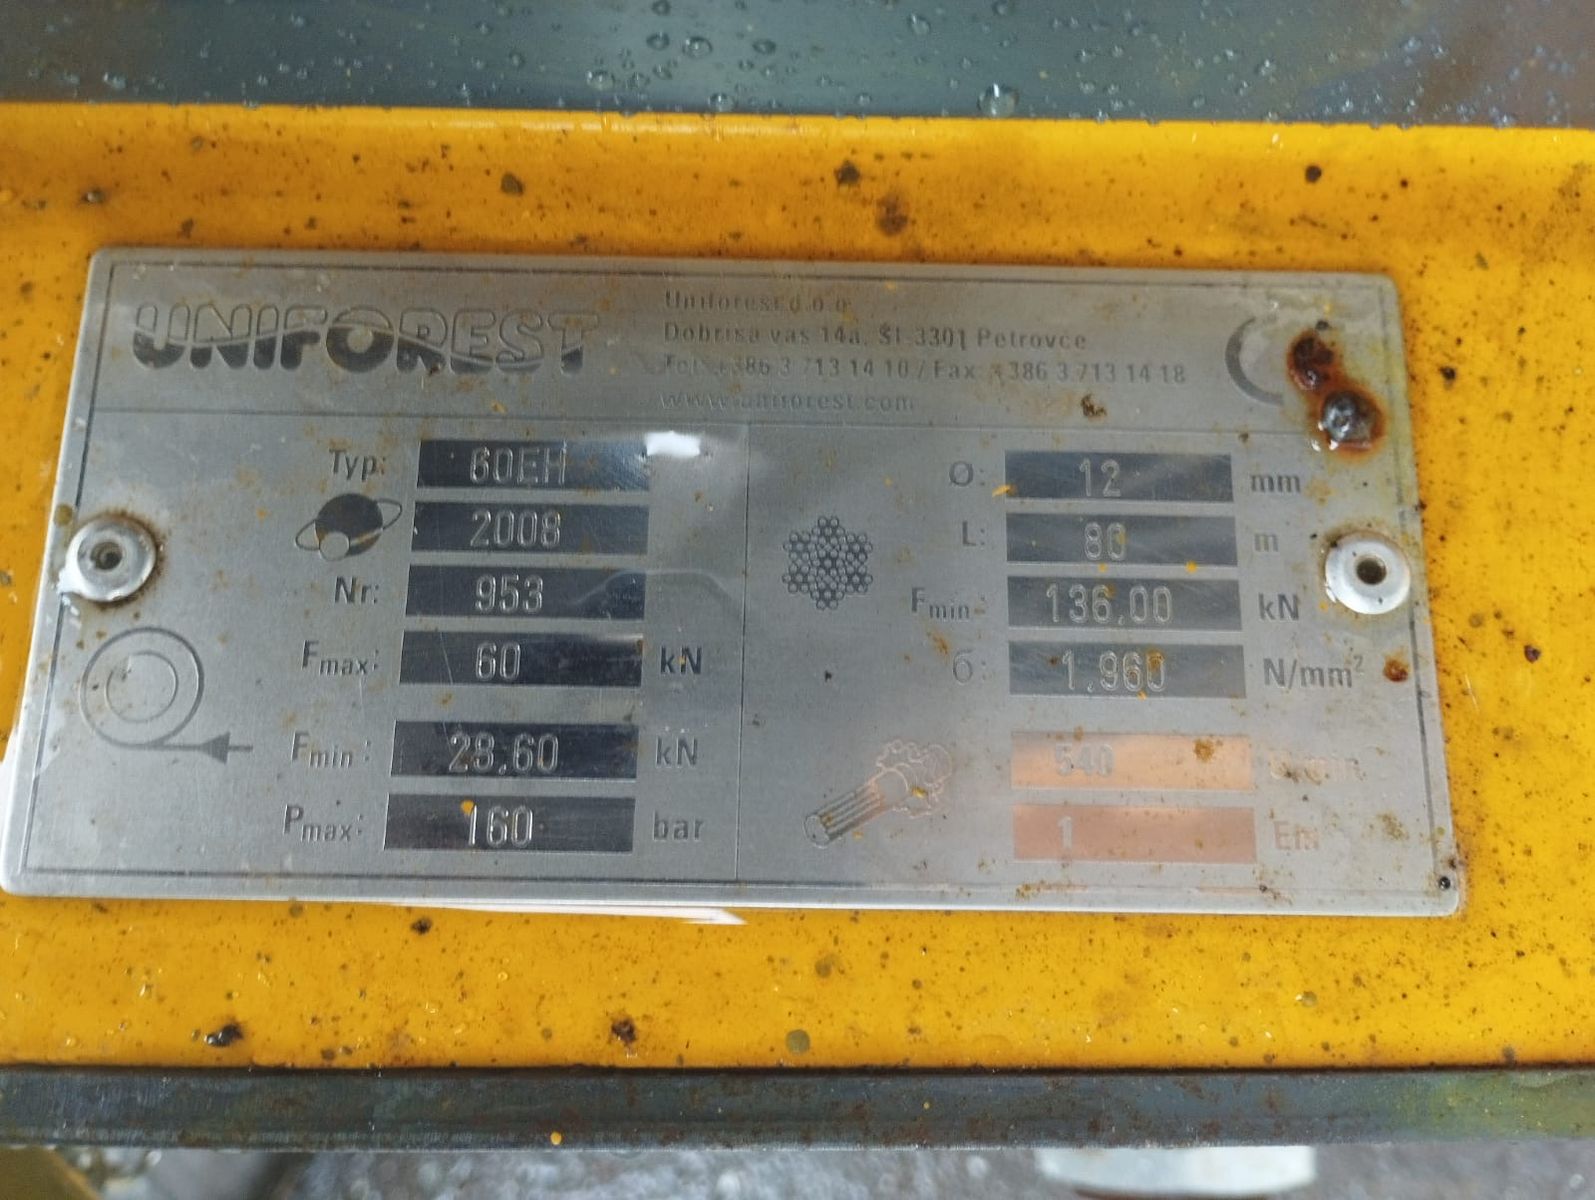 UNIFOREST
Uniforest d.o.o.
Dobriša vas 14a, SI-3301 Petrovče
Tel: +386 3 713 14 10 / Fax: +386 3 713 14 18
www.uniforest.com
Typ: 60EH
2008
Nr: 953
Fmax: 60 kN
Fmin: 28,60 kN
Pmax: 160 bar
Ø: 12 mm
L: 80 m
Fmin: 136,00 kN
б: 1,960 N/mm²
540
1